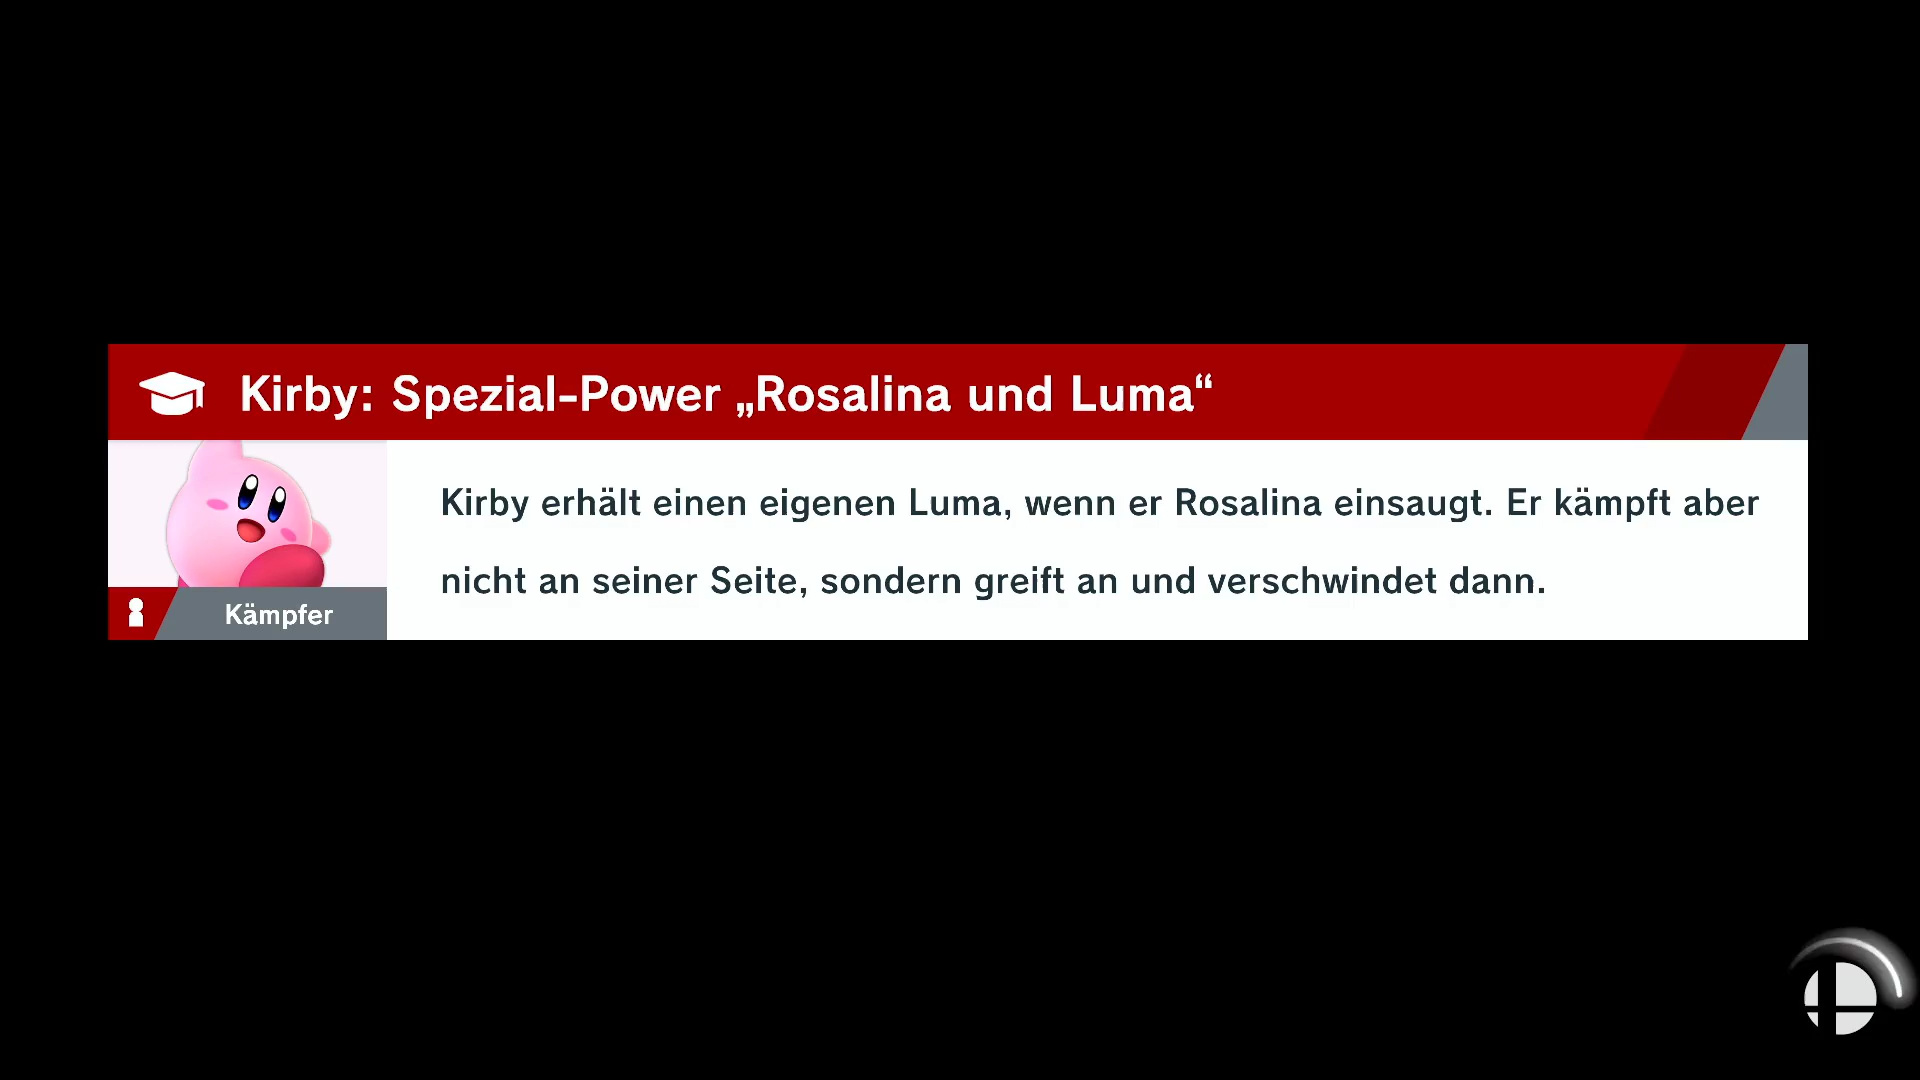 Kirby: Spezial-Power „Rosalina und Luma“
Kirby erhält einen eigenen Luma, wenn er Rosalina einsaugt. Er kämpft aber
nicht an seiner Seite, sondern greift an und verschwindet dann.
Kämpfer